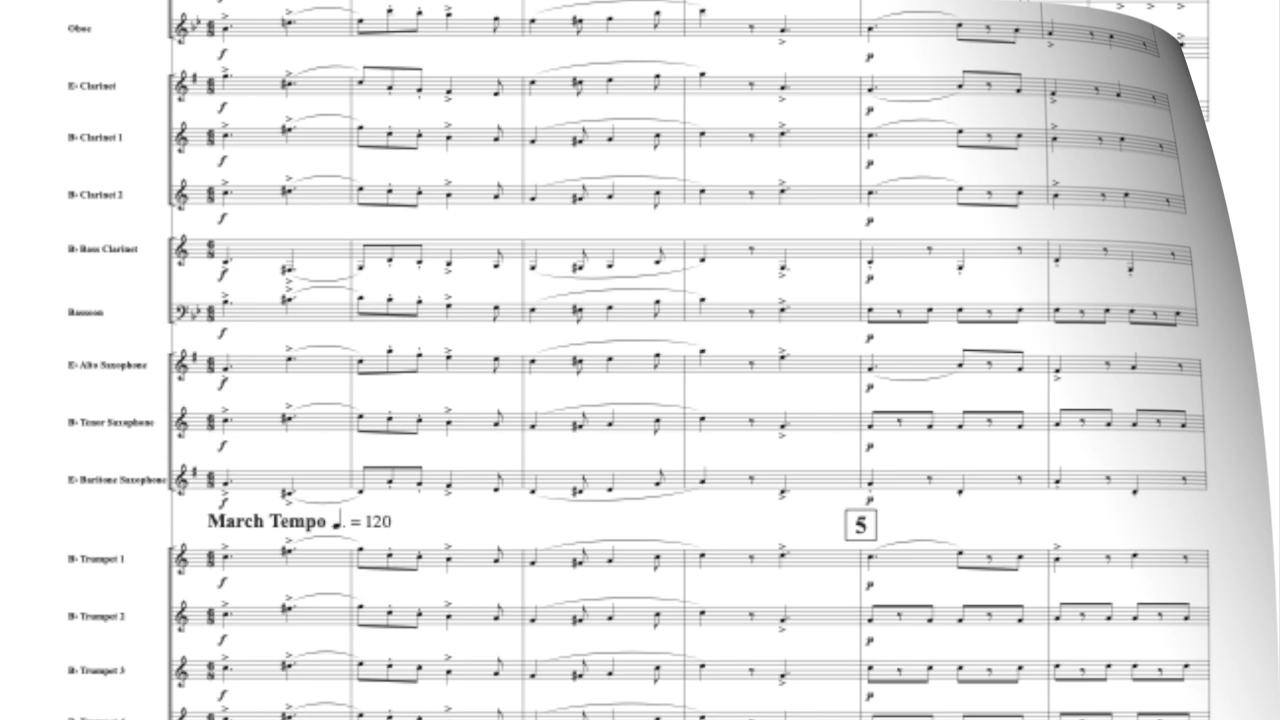 Oboe
f
p
E♭ Clarinet
f
p
B♭ Clarinet 1
f
p
B♭ Clarinet 2
f
p
B♭ Bass Clarinet
f
p
Bassoon
f
p
E♭ Alto Saxophone
f
p
B♭ Tenor Saxophone
f
p
E♭ Baritone Saxophone
f
p
March Tempo ♩. = 120
5
B♭ Trumpet 1
f
p
B♭ Trumpet 2
f
p
B♭ Trumpet 3
f
p